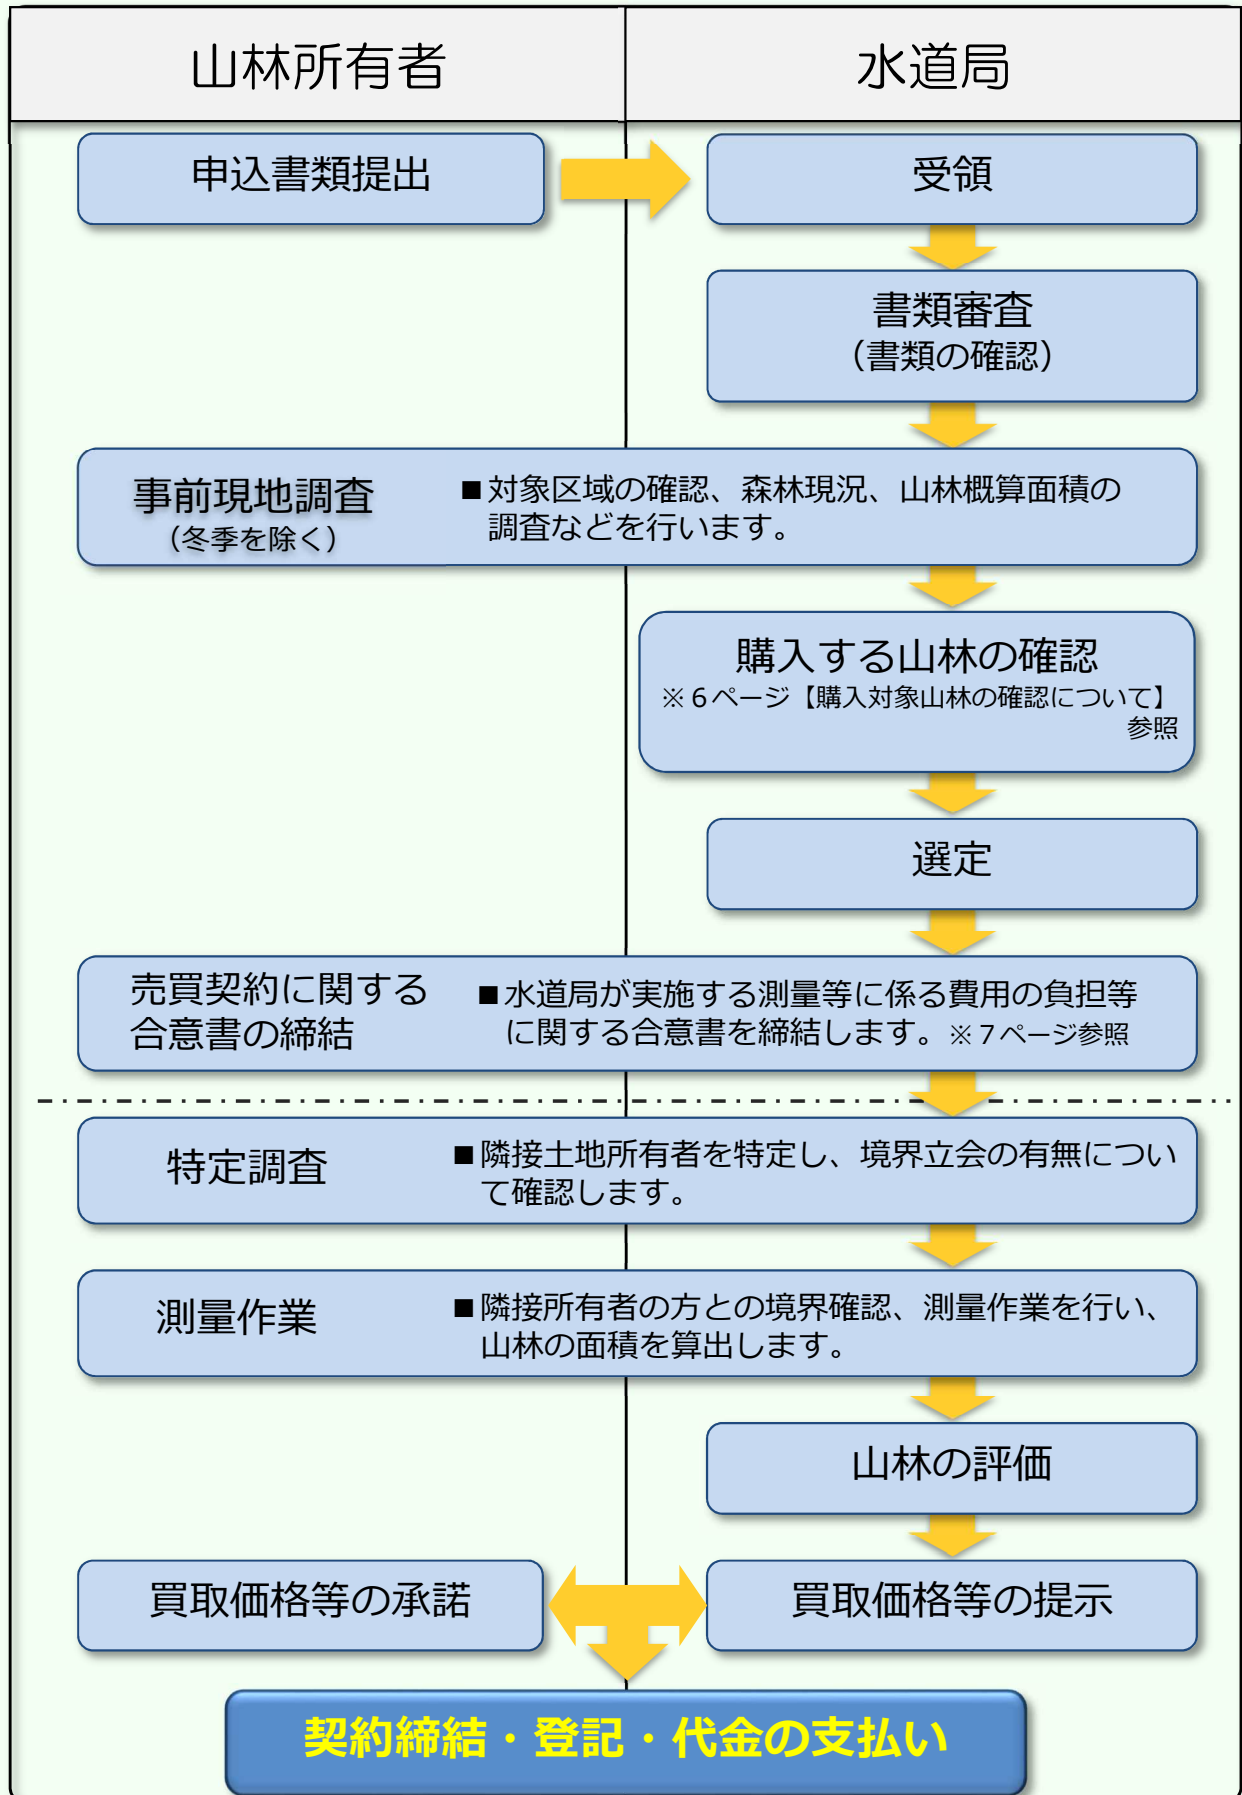 山林所有者
水道局
申込書類提出
受領
書類審査
（書類の確認）
事前現地調査
（冬季を除く）
■対象区域の確認、森林現況、山林概算面積の
調査などを行います。
購入する山林の確認
※６ページ【購入対象山林の確認について】
参照
選定
売買契約に関する
合意書の締結
■水道局が実施する測量等に係る費用の負担等
に関する合意書を締結します。※７ページ参照
特定調査
■隣接土地所有者を特定し、境界立会の有無につい
て確認します。
測量作業
■隣接所有者の方との境界確認、測量作業を行い、
山林の面積を算出します。
山林の評価
買取価格等の承諾
買取価格等の提示
契約締結・登記・代金の支払い